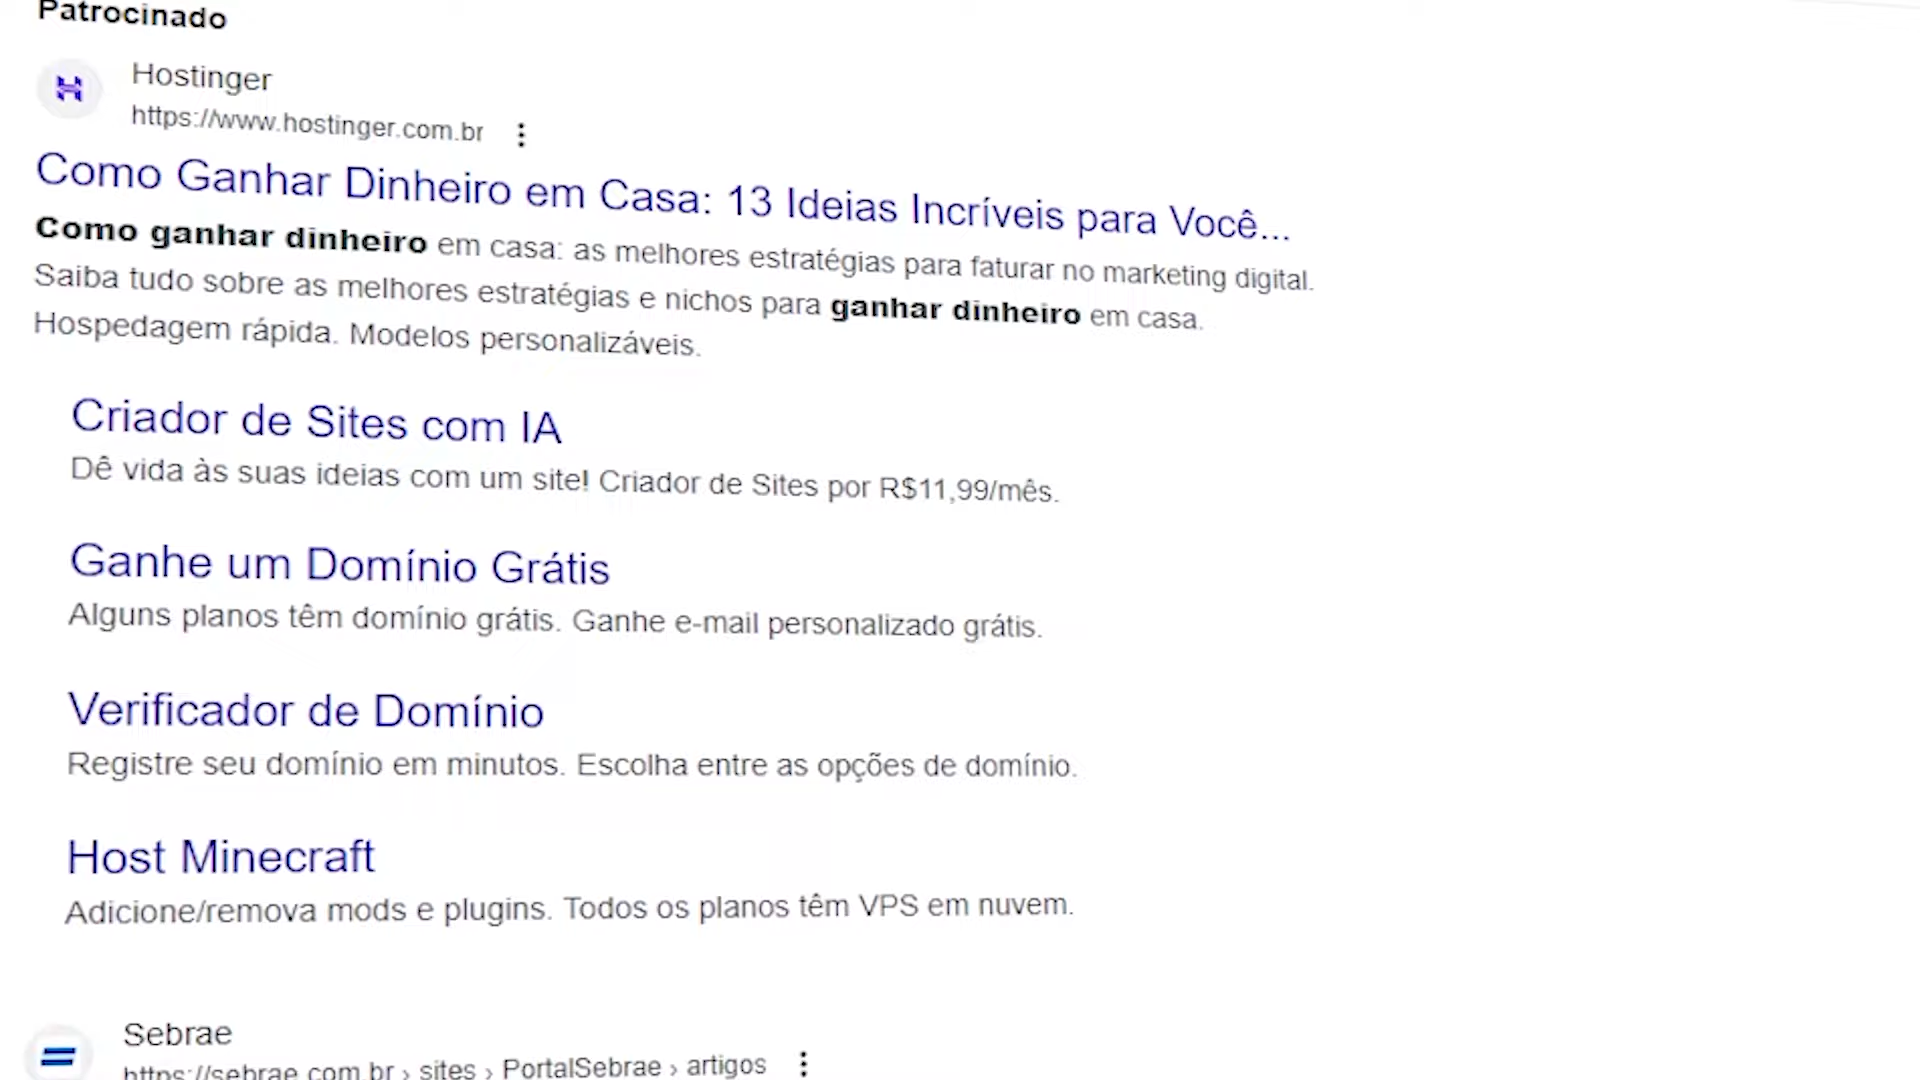 Patrocinado
Hostinger
https://www.hostinger.com.br
Como Ganhar Dinheiro em Casa: 13 Ideias Incríveis para Você...
Como ganhar dinheiro em casa: as melhores estratégias para faturar no marketing digital.
Saiba tudo sobre as melhores estratégias e nichos para ganhar dinheiro em casa.
Hospedagem rápida. Modelos personalizáveis.
Criador de Sites com IA
Dê vida às suas ideias com um site! Criador de Sites por R$11,99/mês.
Ganhe um Domínio Grátis
Alguns planos têm domínio grátis. Ganhe e-mail personalizado grátis.
Verificador de Domínio
Registre seu domínio em minutos. Escolha entre as opções de domínio.
Host Minecraft
Adicione/remova mods e plugins. Todos os planos têm VPS em nuvem.
Sebrae
https://sebrae.com.br › sites › PortalSebrae › artigos